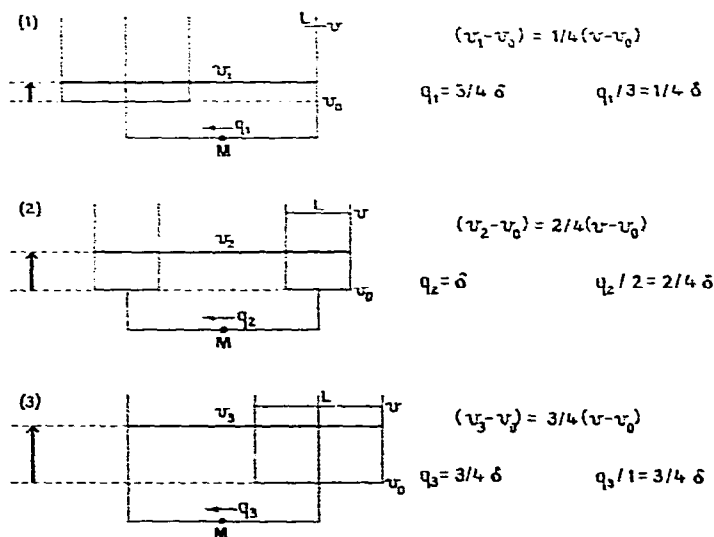 (1)
L
v
v₁
v₀
q₁
M
(v₁-v₀) = 1/4(v-v₀)
q₁=3/4 δ q₁/3=1/4 δ
(2)
L
v
v₂
v₀
q₂
M
(v₂-v₀) = 2/4(v-v₀)
q₂=δ q₂/2=2/4 δ
(3)
L
v
v₃
v₀
q₃
M
(v₃-v₀) = 3/4(v-v₀)
q₃=3/4 δ q₃/1=3/4 δ